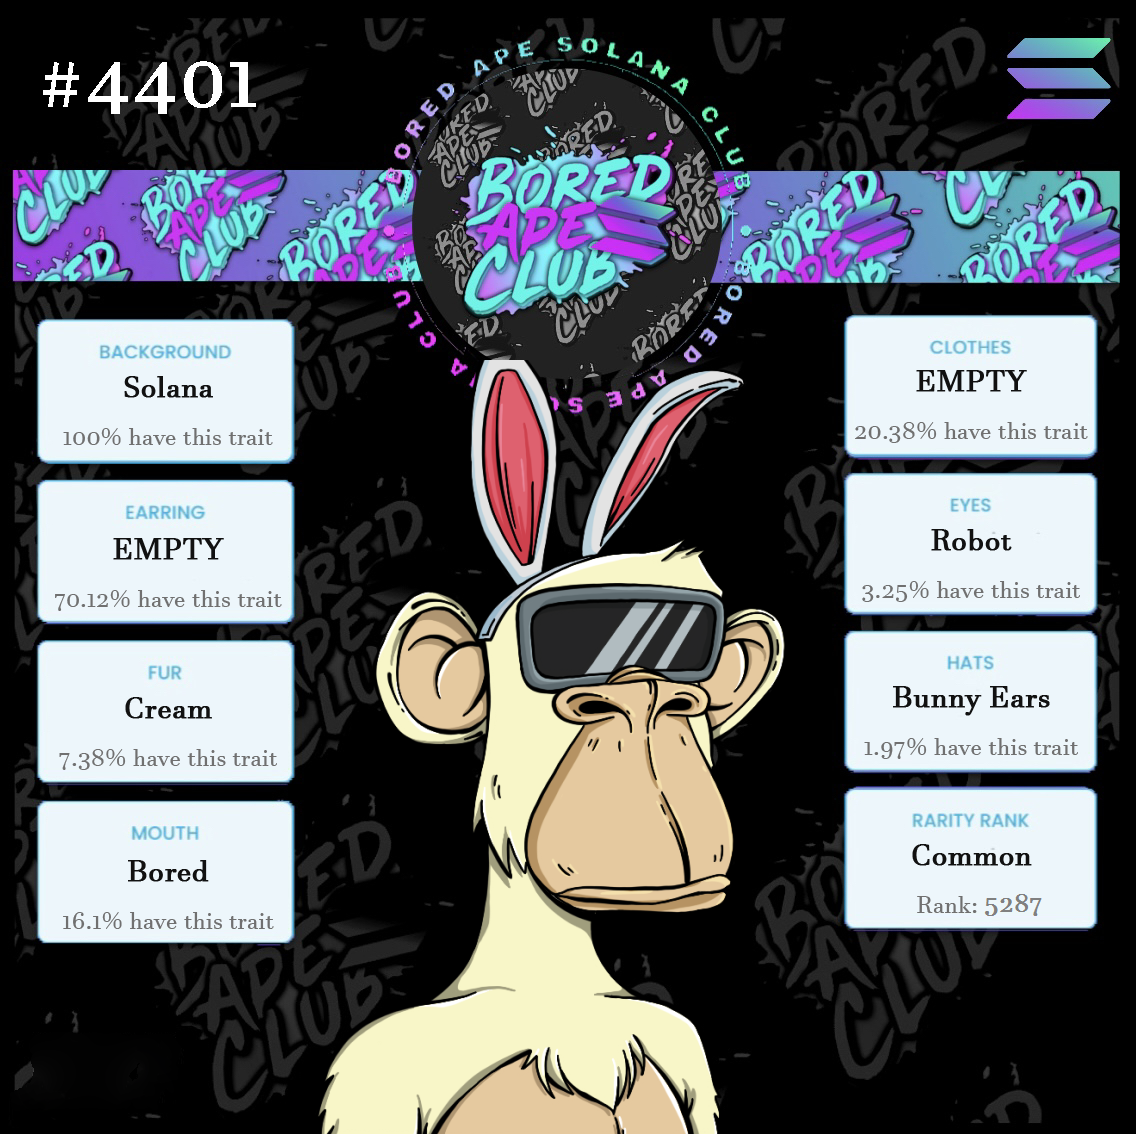 #4401
BORED APE SOLANA CLUB
BORED
APE
CLUB
BACKGROUND
Solana
100% have this trait
EARRING
EMPTY
70.12% have this trait
FUR
Cream
7.38% have this trait
MOUTH
Bored
16.1% have this trait
CLOTHES
EMPTY
20.38% have this trait
EYES
Robot
3.25% have this trait
HATS
Bunny Ears
1.97% have this trait
RARITY RANK
Common
Rank: 5287